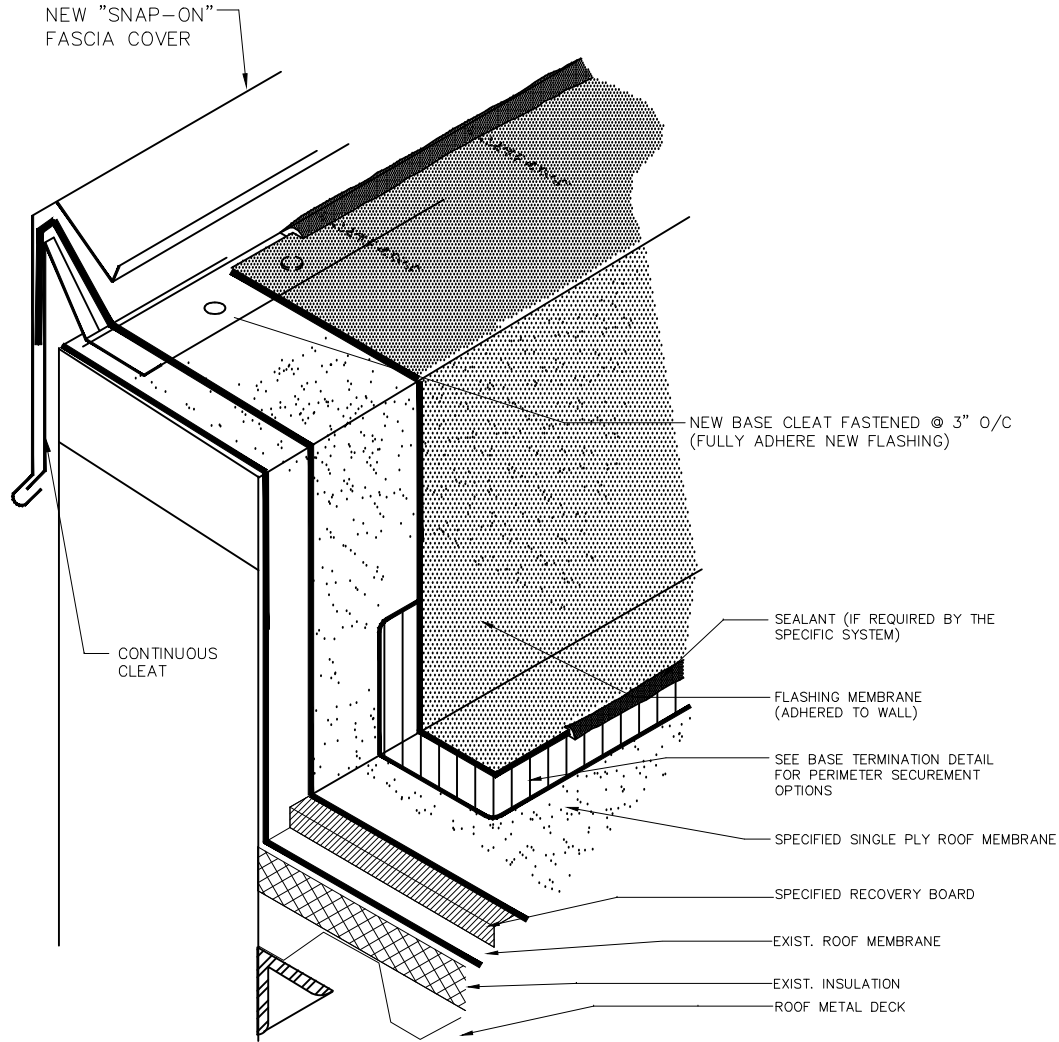 NEW "SNAP-ON"
FASCIA COVER
NEW BASE CLEAT FASTENED @ 3" O/C
(FULLY ADHERE NEW FLASHING)
SEALANT (IF REQUIRED BY THE
SPECIFIC SYSTEM)
CONTINUOUS
CLEAT
FLASHING MEMBRANE
(ADHERED TO WALL)
SEE BASE TERMINATION DETAIL
FOR PERIMETER SECUREMENT
OPTIONS
SPECIFIED SINGLE PLY ROOF MEMBRANE
SPECIFIED RECOVERY BOARD
EXIST. ROOF MEMBRANE
EXIST. INSULATION
ROOF METAL DECK